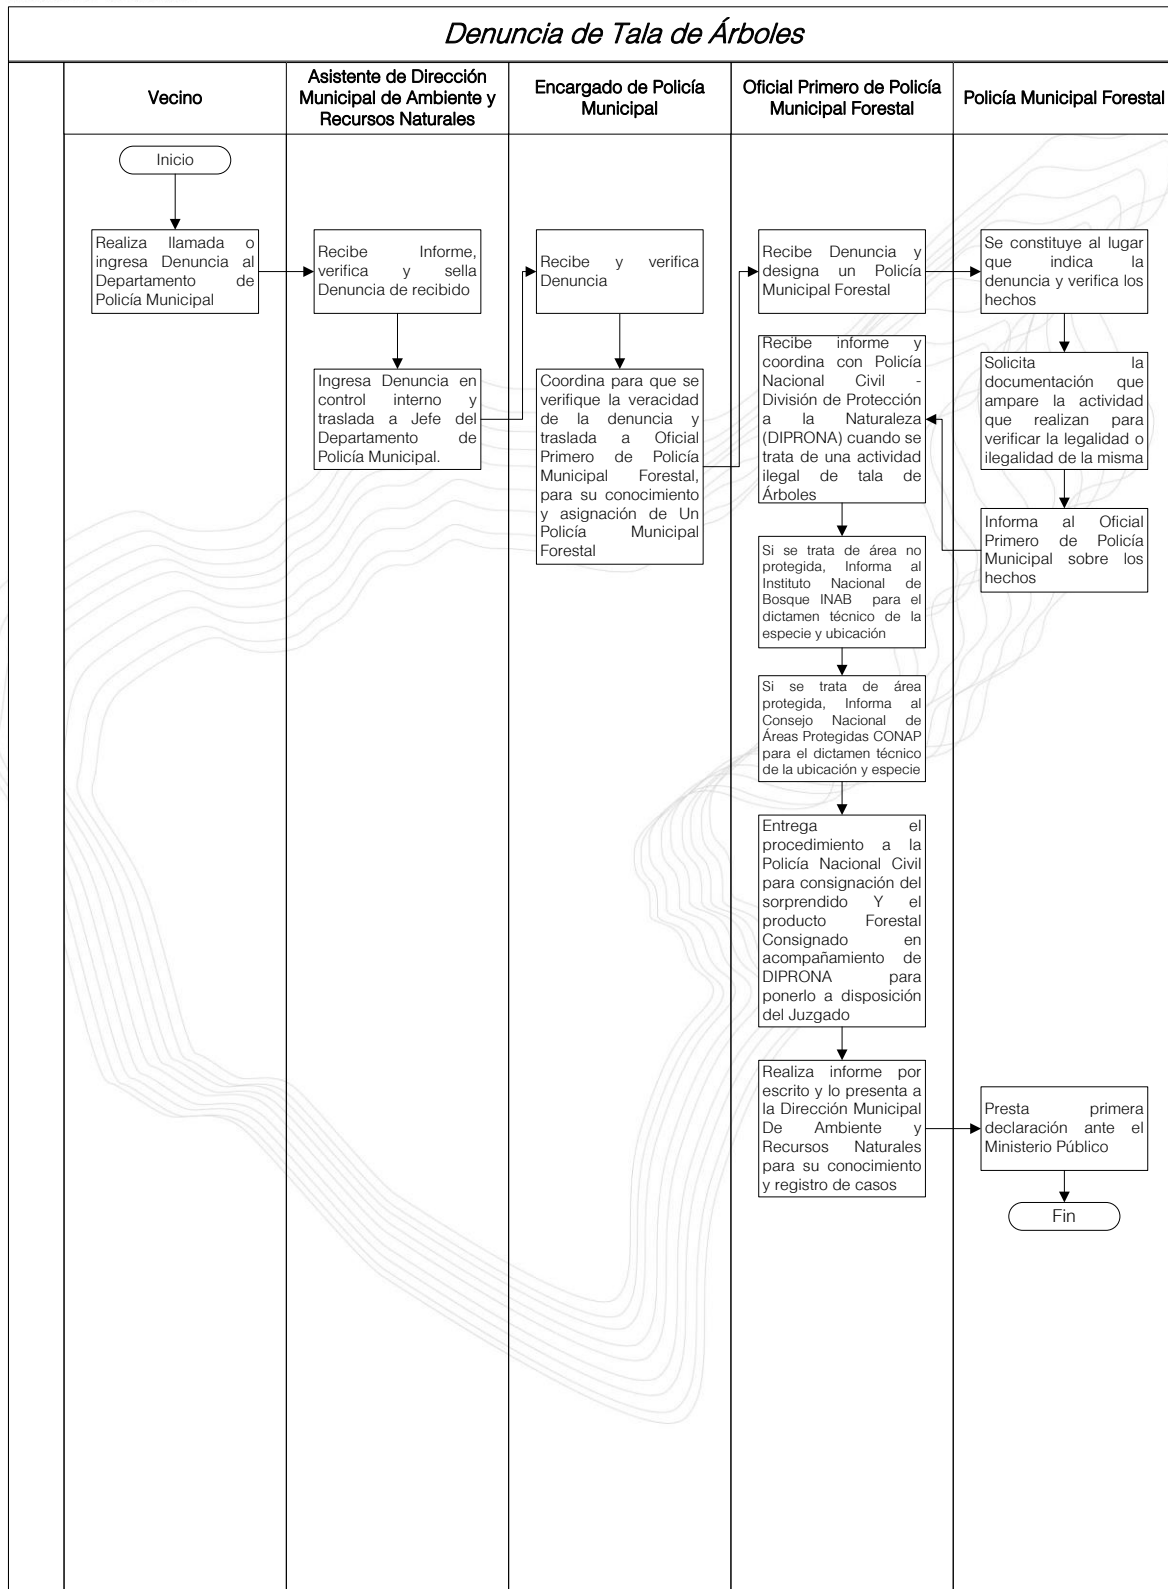 Denuncia de Tala de Árboles
Vecino
Asistente de Dirección
Municipal de Ambiente y
Recursos Naturales
Encargado de Policía
Municipal
Oficial Primero de Policía
Municipal Forestal
Policía Municipal Forestal
Inicio
Realiza llamada o
ingresa Denuncia al
Departamento de
Policía Municipal
Recibe Informe,
verifica y sella
Denuncia de recibido
Ingresa Denuncia en
control interno y
traslada a Jefe del
Departamento de
Policía Municipal.
Recibe y verifica
Denuncia
Coordina para que se
verifique la veracidad
de la denuncia y
traslada a Oficial
Primero de Policía
Municipal Forestal,
para su conocimiento
y asignación de Un
Policía Municipal
Forestal
Recibe Denuncia y
designa un Policía
Municipal Forestal
Se constituye al lugar
que indica la
denuncia y verifica los
hechos
Solicita la
documentación que
ampare la actividad
que realizan para
verificar la legalidad o
ilegalidad de la misma
Informa al Oficial
Primero de Policía
Municipal sobre los
hechos
Recibe informe y
coordina con Policía
Nacional Civil -
División de Protección
a la Naturaleza
(DIPRONA) cuando se
trata de una actividad
ilegal de tala de
Árboles
Si se trata de área no
protegida, Informa al
Instituto Nacional de
Bosque INAB para el
dictamen técnico de la
especie y ubicación
Si se trata de área
protegida, Informa al
Consejo Nacional de
Áreas Protegidas CONAP
para el dictamen técnico
de la ubicación y especie
Entrega el
procedimiento a la
Policía Nacional Civil
para consignación del
sorprendido Y el
producto Forestal
Consignado en
acompañamiento de
DIPRONA para
ponerlo a disposición
del Juzgado
Realiza informe por
escrito y lo presenta a
la Dirección Municipal
De Ambiente y
Recursos Naturales
para su conocimiento
y registro de casos
Presta primera
declaración ante el
Ministerio Público
Fin